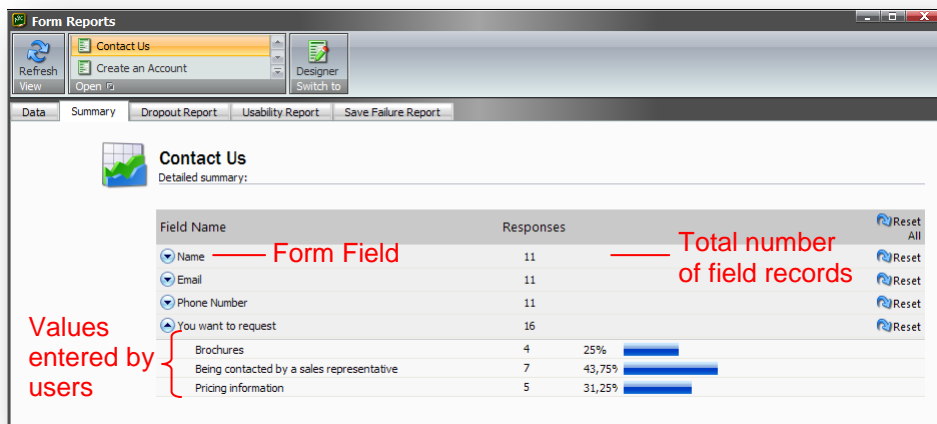 Form Reports
Refresh
View
Contact Us
Create an Account
Open
Designer
Switch to
Data Summary Dropout Report Usability Report Save Failure Report
Contact Us
Detailed summary:
Field Name Responses Reset All
Name Form Field 11 Total number of field records Reset
Email 11 Reset
Phone Number 11 Reset
You want to request 16 Reset
Values entered by users
Brochures 4 25%
Being contacted by a sales representative 7 43,75%
Pricing information 5 31,25%